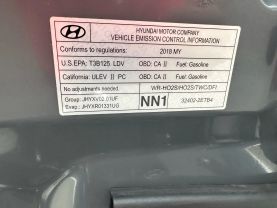 HYUNDAI MOTOR COMPANY
VEHICLE EMISSION CONTROL INFORMATION
Conforms to regulations: 2018 MY
U.S.EPA: T3B125 LDV OBD: CA II Fuel: Gasoline
California: ULEV II PC OBD: CA II Fuel: Gasoline
No adjustments needed. WR-HO2S/HO2S/TWC/DFI
Group: JHYXV02.01UF
Evap: JHYXR0133IUG
NN1 32402-2ETB4